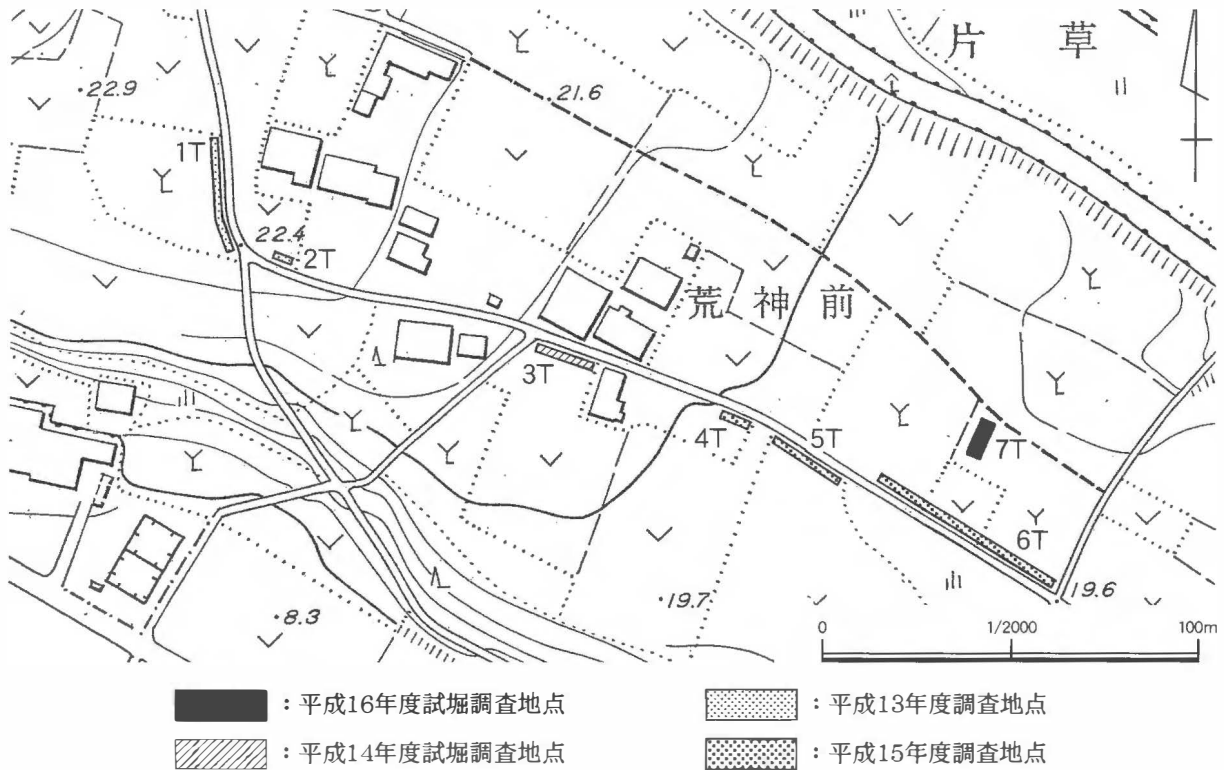 片草
22.9
21.6
1T
22.4
2T
荒神前
3T
4T
5T
7T
6T
19.7
19.6
8.3
0 1/2000 100m
：平成16年度試堀調査地点
：平成13年度調査地点
：平成14年度試堀調査地点
：平成15年度調査地点